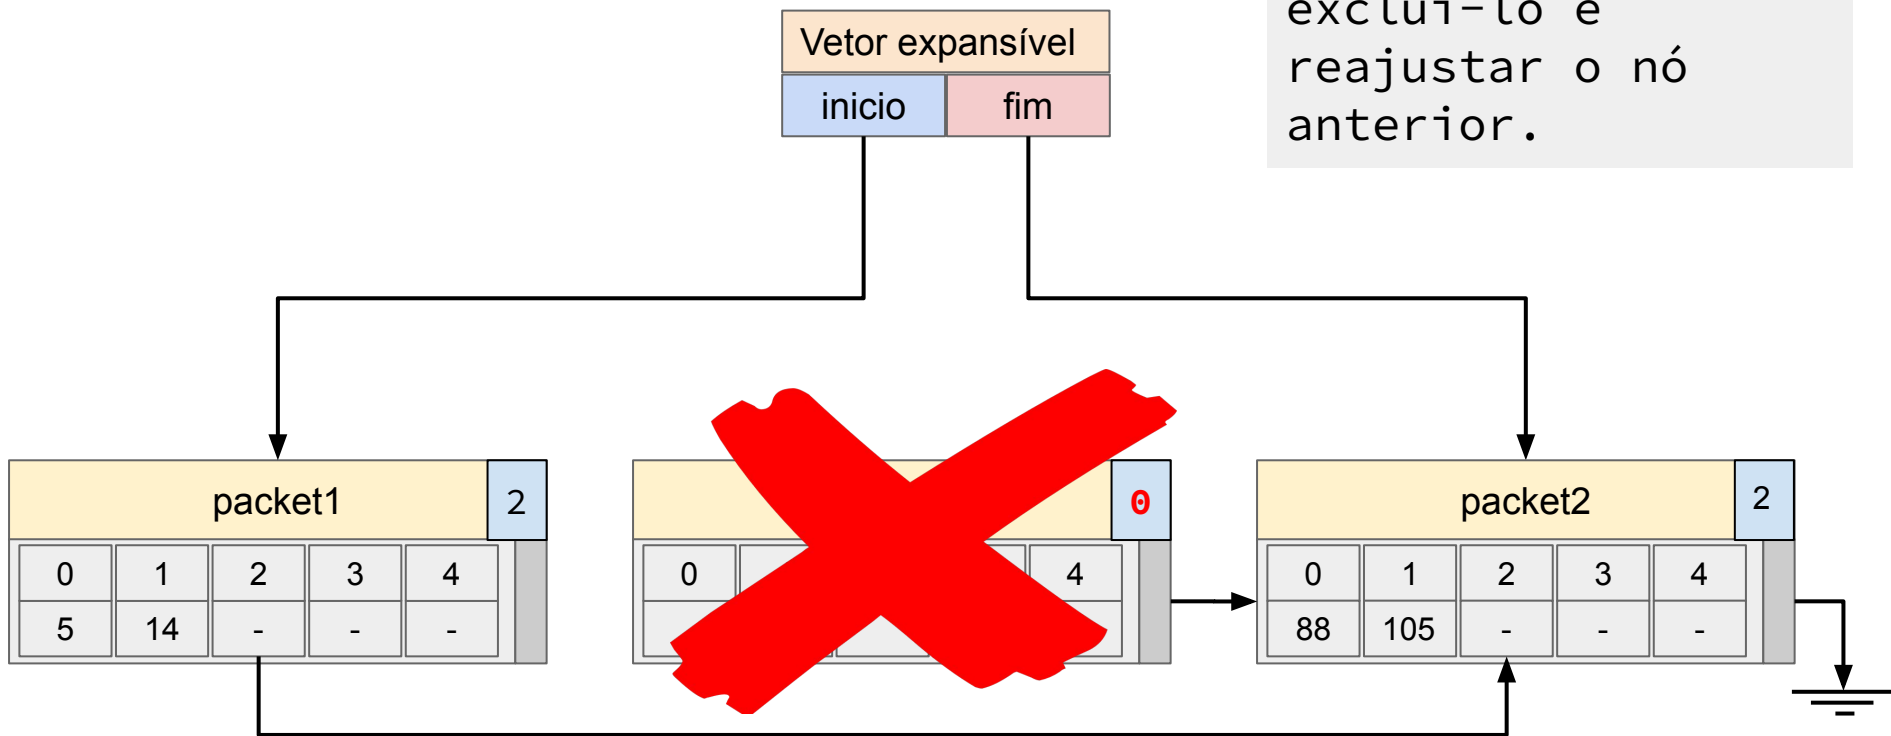 excluí-lo e
reajustar o nó
anterior.
Vetor expansível
inicio fim
packet1 2
0 1 2 3 4
5 14 - - -
0
0 4
packet2 2
0 1 2 3 4
88 105 - - -